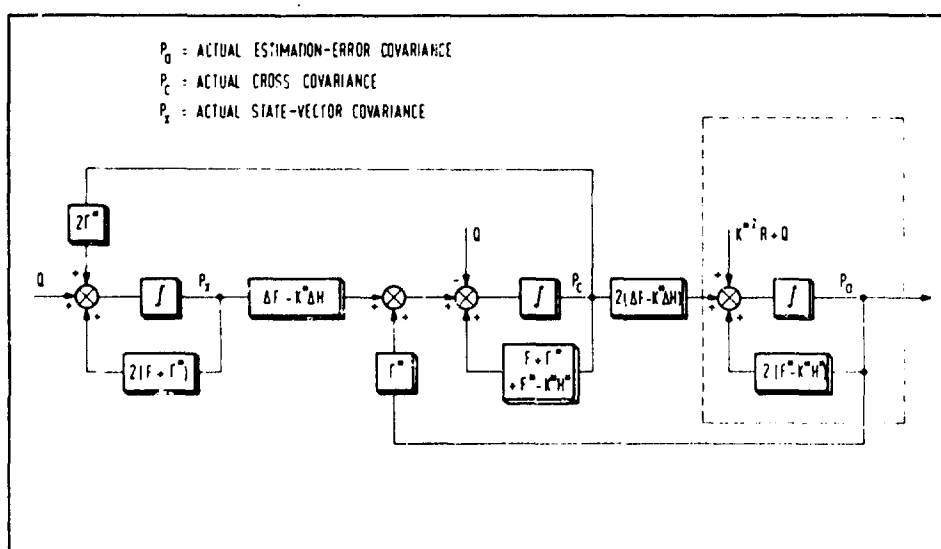 P_a = ACTUAL ESTIMATION-ERROR COVARIANCE
P_c = ACTUAL CROSS COVARIANCE
P_x = ACTUAL STATE-VECTOR COVARIANCE
2Γ*
Q
K*² R + Q
Q
+
+
+
∫
P_x
ΔF - K*ΔH
+
+
-
+
+
∫
P_c
2(ΔF-K*ΔH)
+
+
+
∫
P_a
2(F + Γ*)
Γ*
F + Γ*
+ F* - K*H*
2(F*-K*H*)